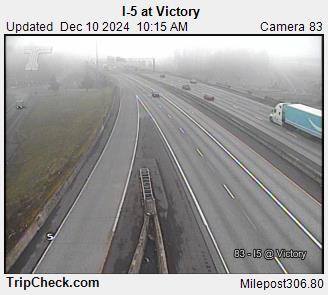 I-5 at Victory
Updated Dec 10 2024 10:15 AM Camera 83
83 - I5 @ Victory
TripCheck.com Milepost306.80